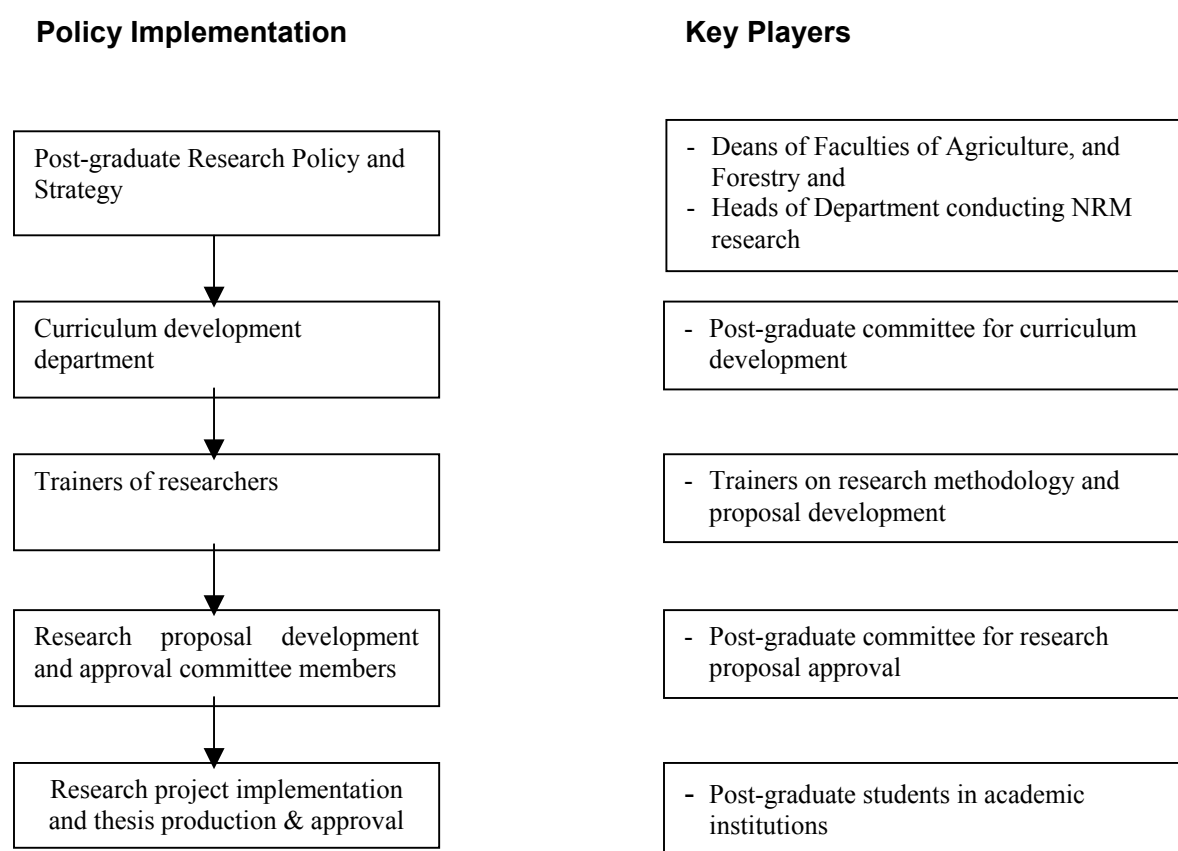 Policy Implementation
Key Players
Post-graduate Research Policy and
Strategy
- Deans of Faculties of Agriculture, and
Forestry and
- Heads of Department conducting NRM
research
Curriculum development
department
- Post-graduate committee for curriculum
development
Trainers of researchers
- Trainers on research methodology and
proposal development
Research proposal development
and approval committee members
- Post-graduate committee for research
proposal approval
Research project implementation
and thesis production & approval
- Post-graduate students in academic
institutions